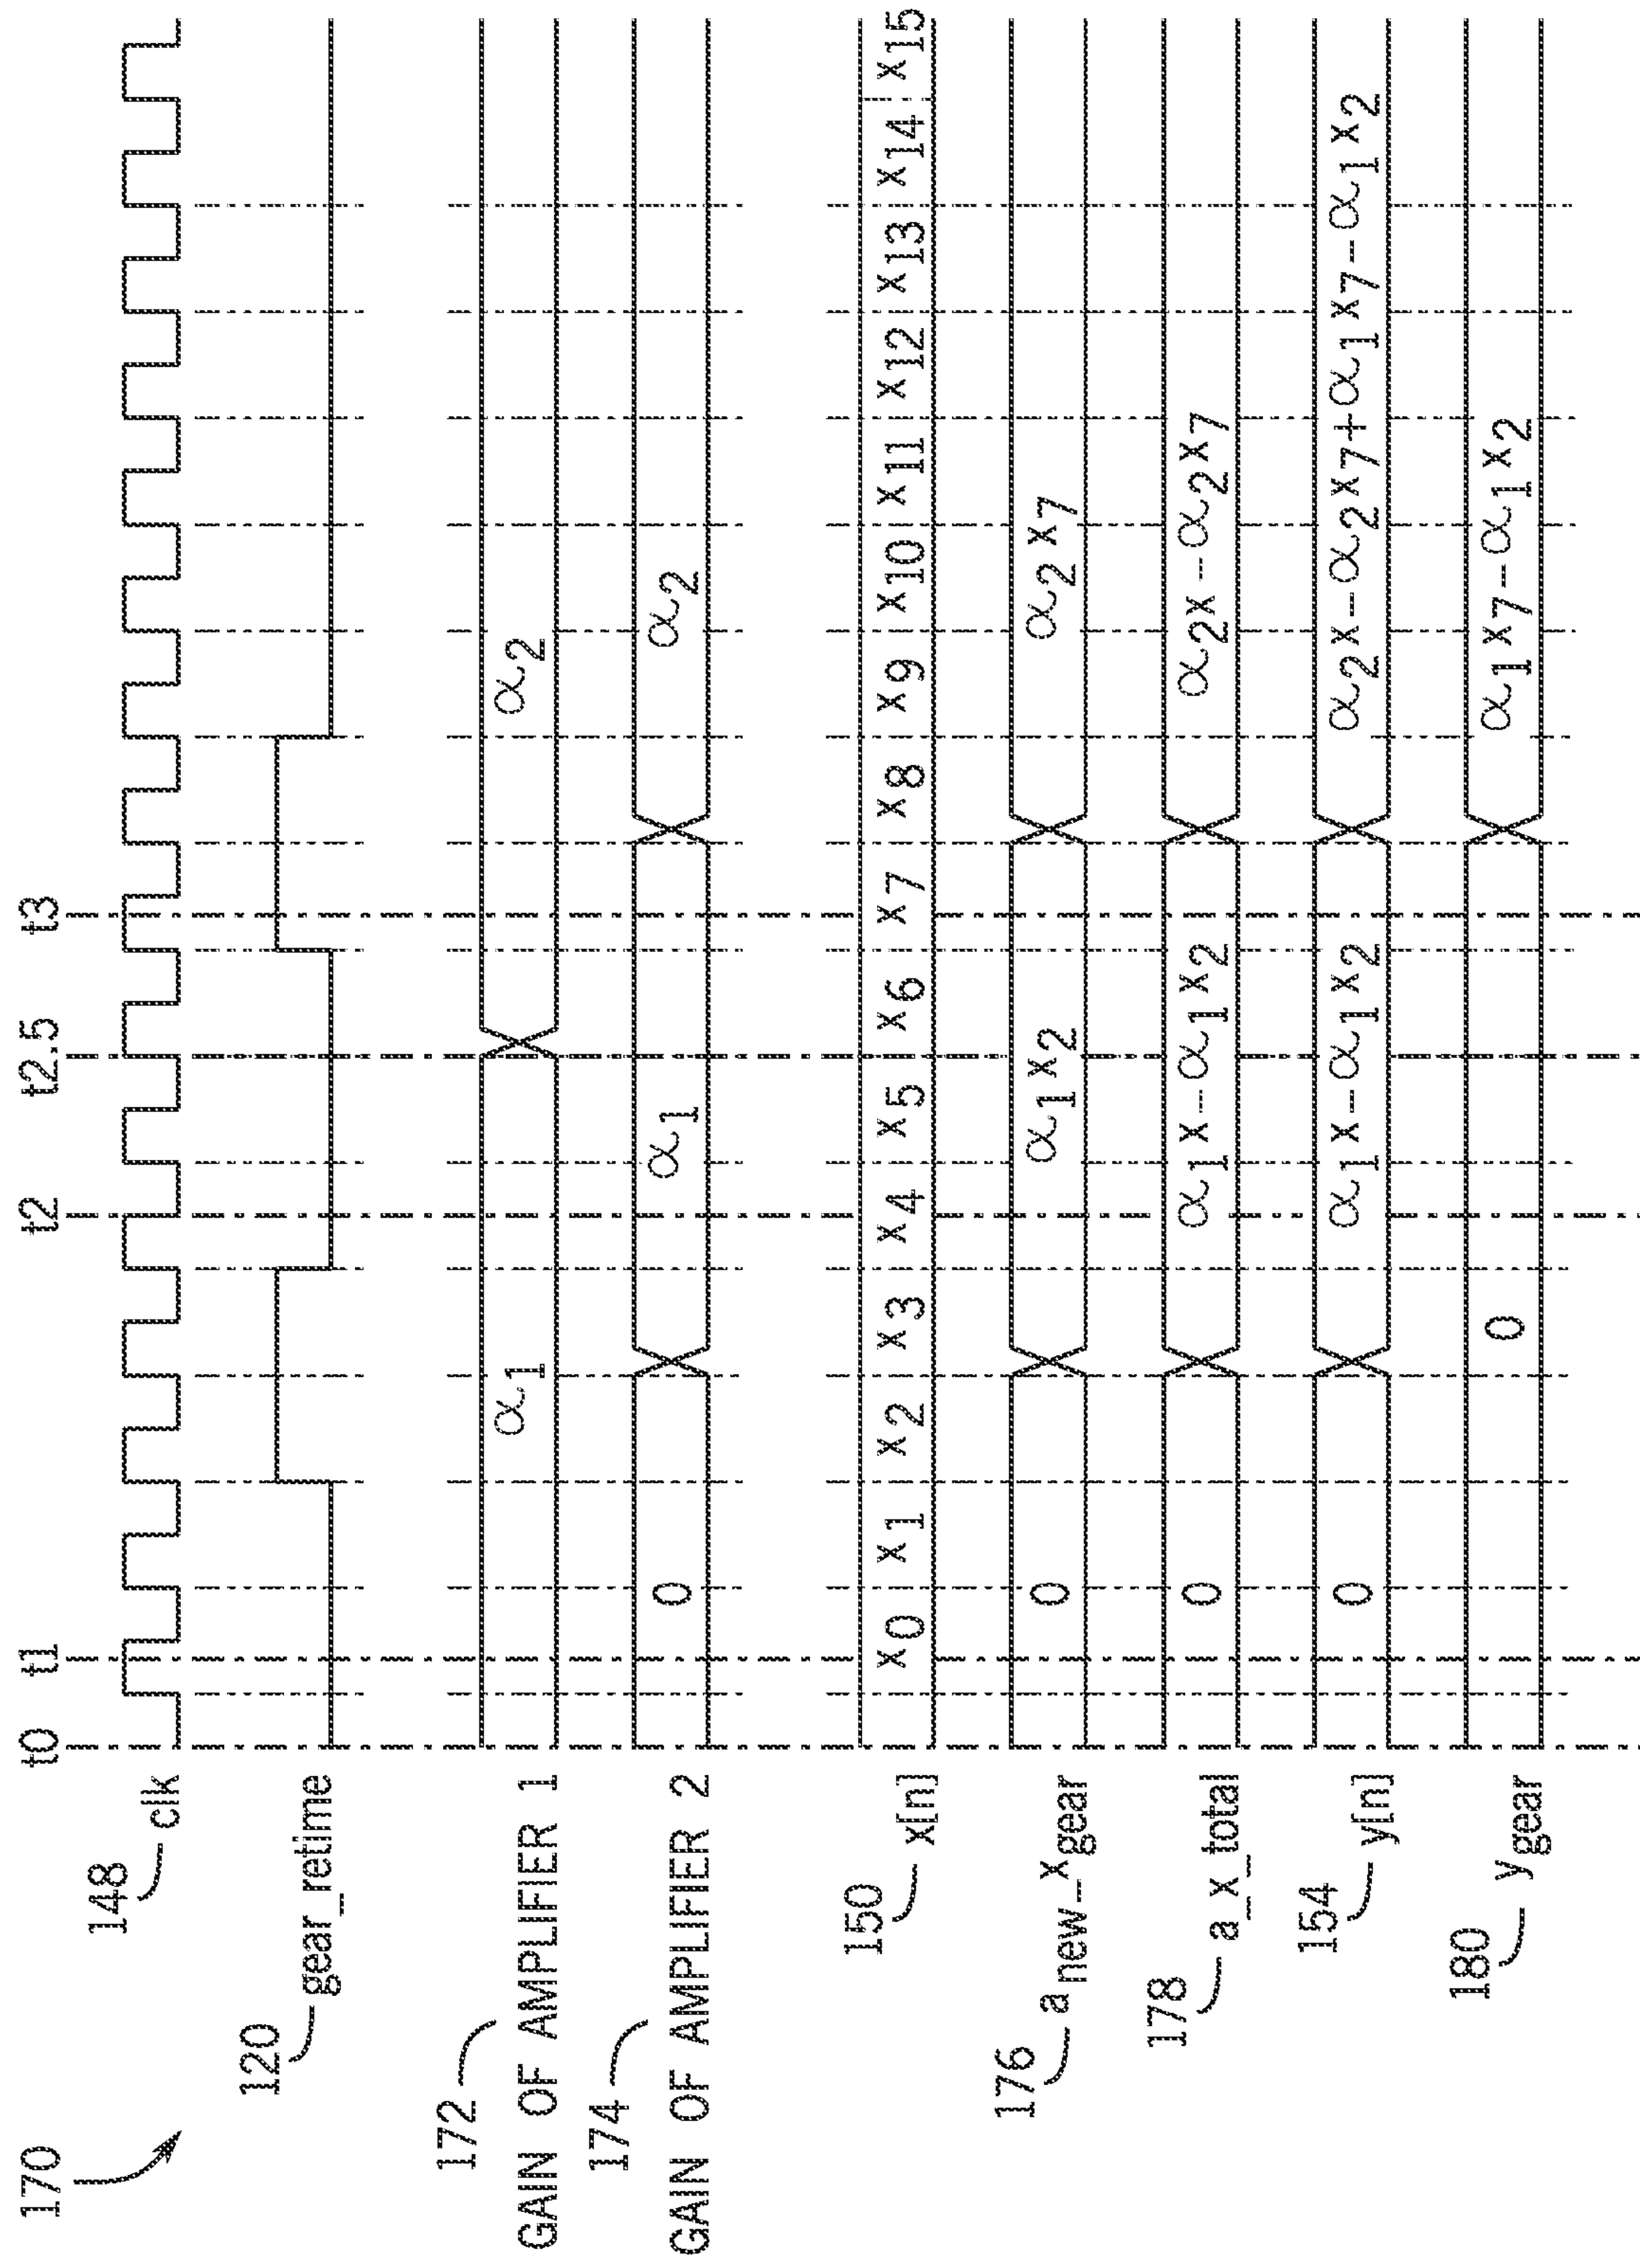 170
t0 t1 t2 t2.5 t3
148 clk
120 gear_retime
172
GAIN OF AMPLIFIER 1 α1 α2
174
GAIN OF AMPLIFIER 2 0 α1 α2
150 x[n] x0 x1 x2 x3 x4 x5 x6 x7 x8 x9 x10 x11 x12 x13 x14 x15
176 a new_xgear 0 α1x2 α2x7
178 a_x_total 0 α1x-α1x2 α2x-α2x7
154 y[n] 0 α1x-α1x2 α2x-α2x7+α1x7-α1x2
180 ygear 0 α1x7-α1x2